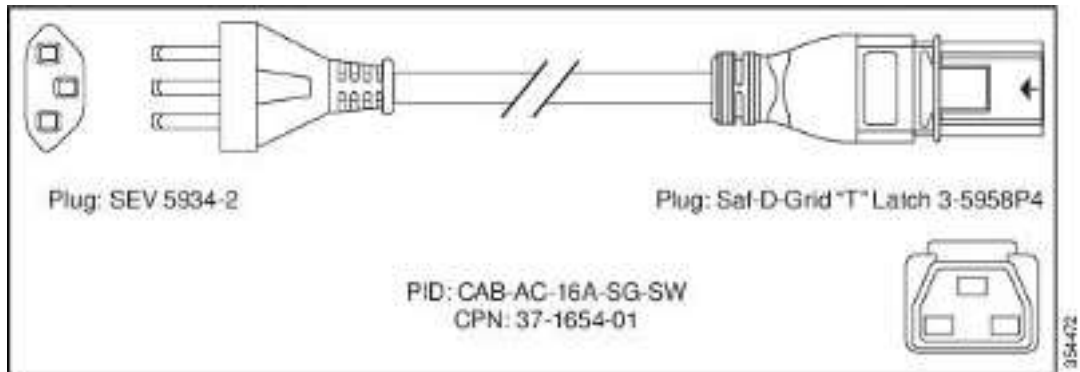 Plug: SEV 5934-2
Plug: Saf-D-Grid "T" Latch 3-5958P4
PID: CAB-AC-16A-SG-SW
CPN: 37-1654-01
354472